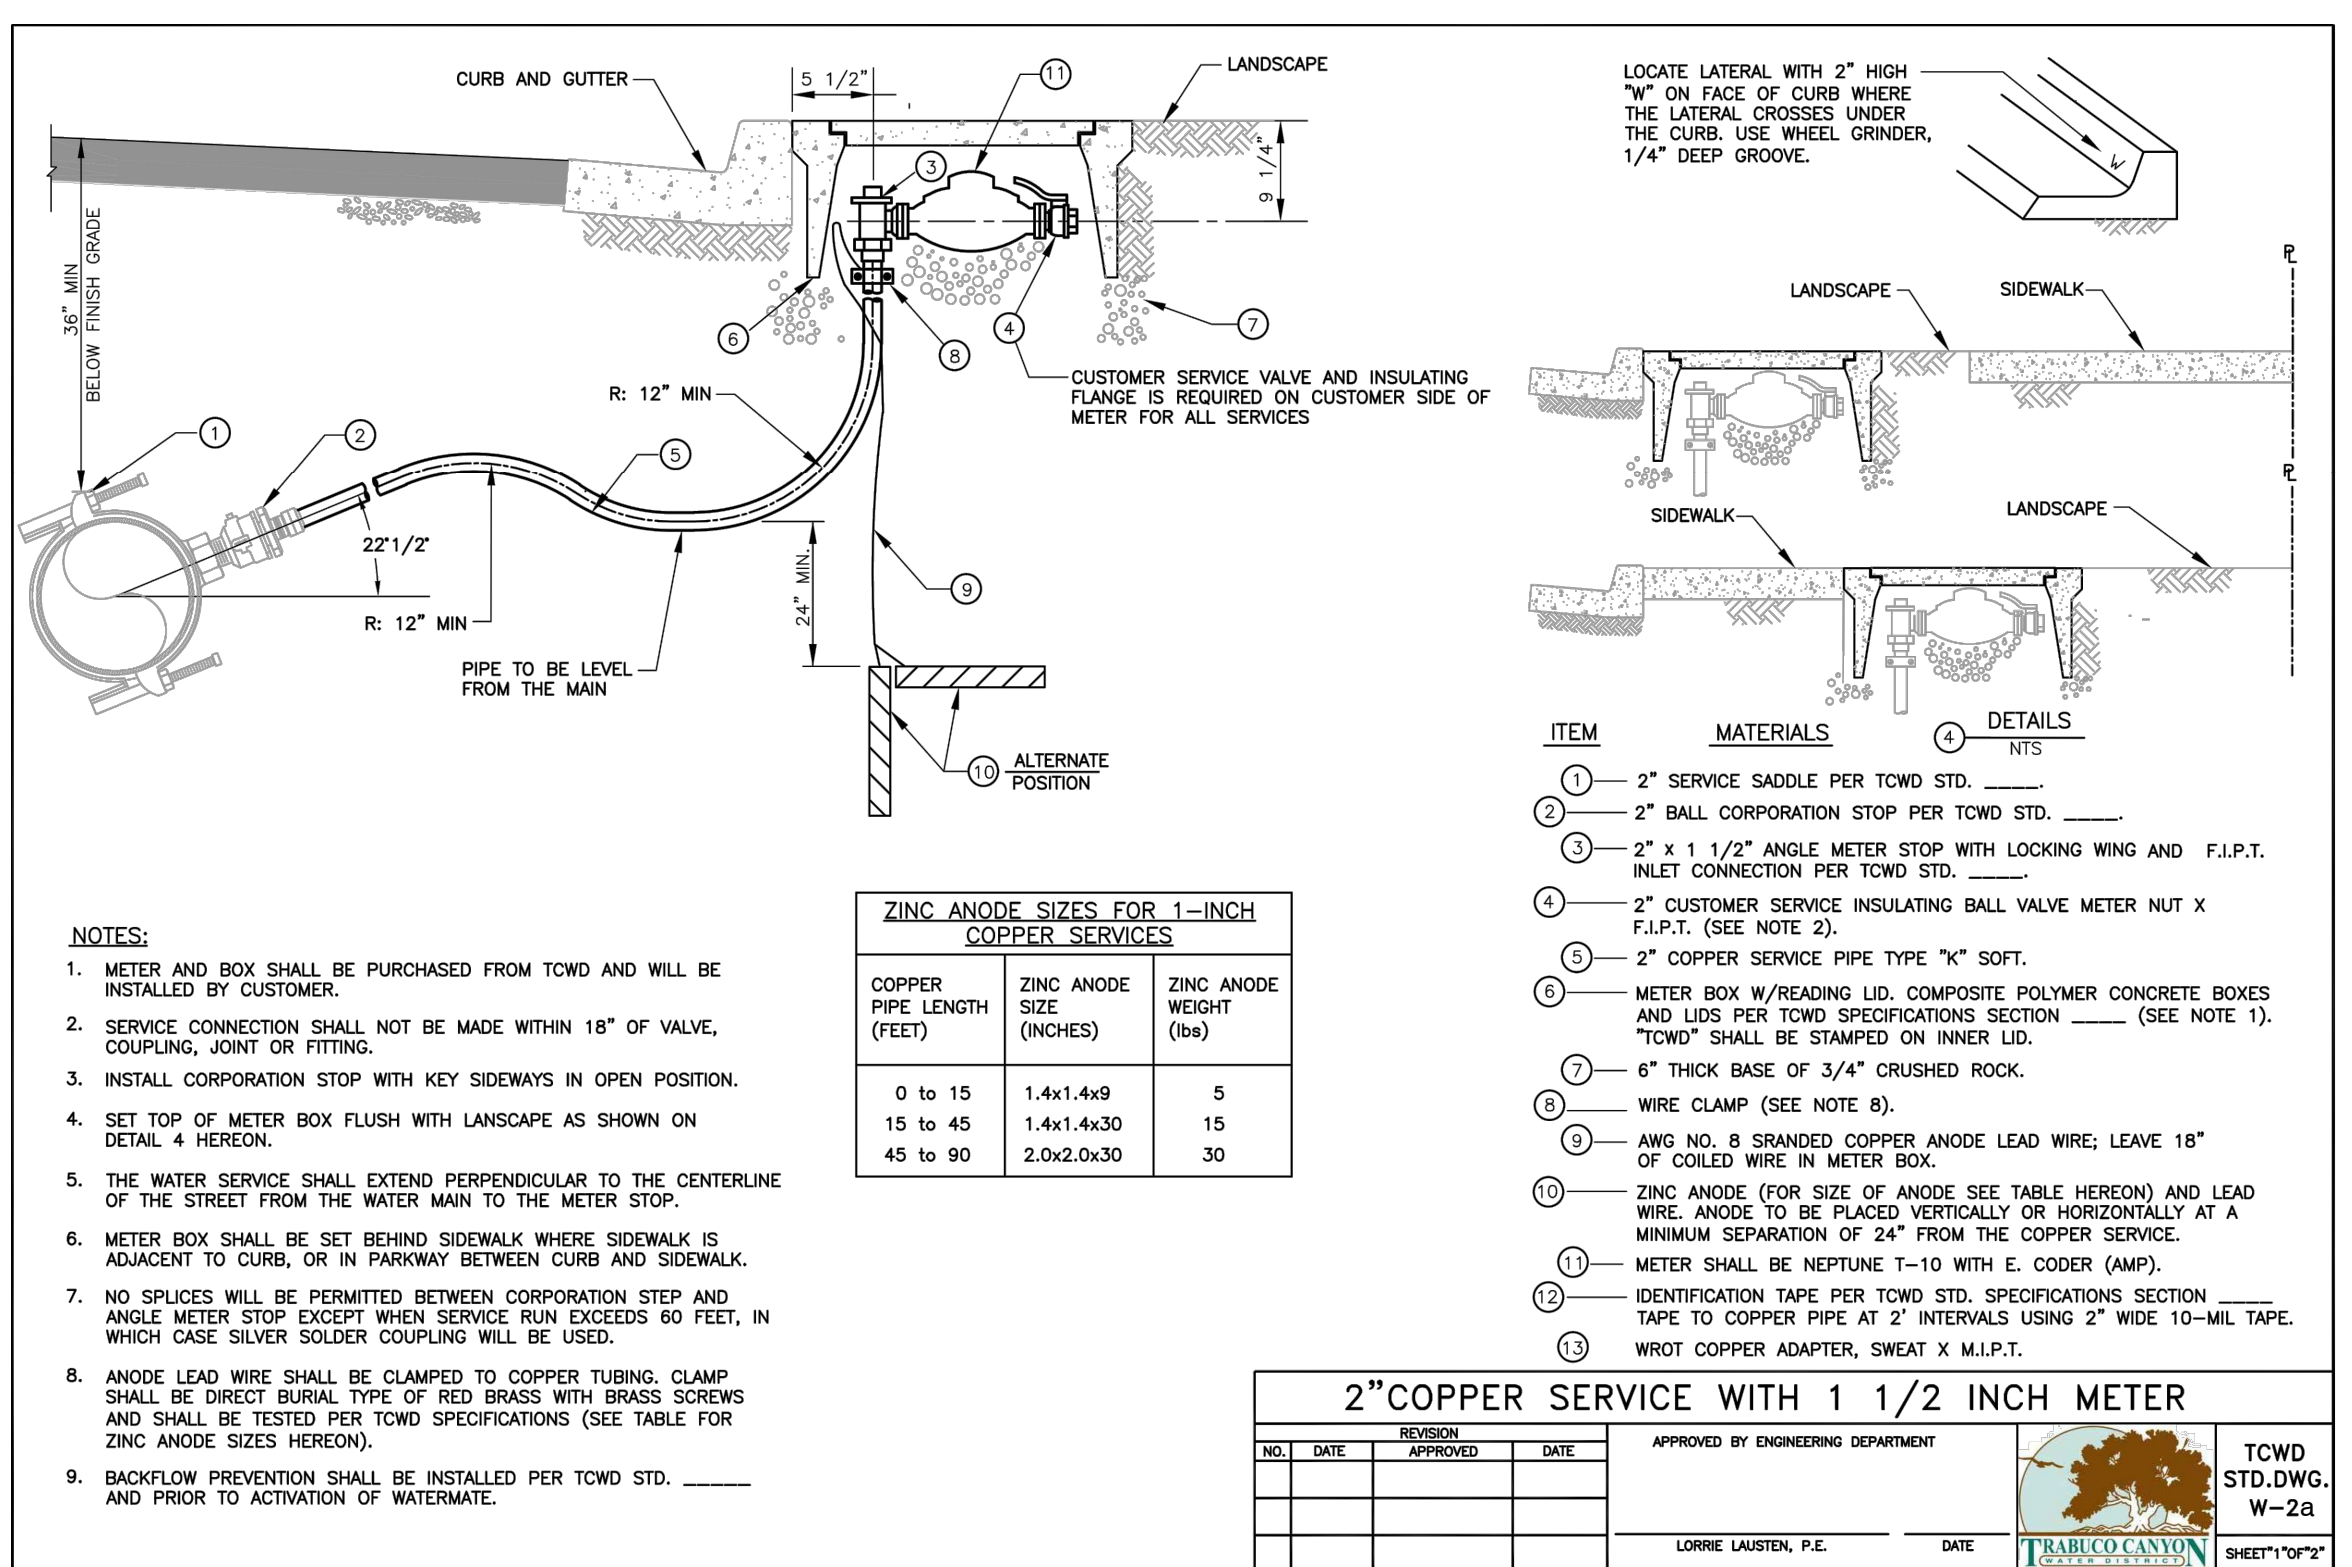 CURB AND GUTTER
5 1/2"
11
LANDSCAPE
3
9 1/4"
36" MIN
BELOW FINISH GRADE
6
8
4
7
CUSTOMER SERVICE VALVE AND INSULATING
FLANGE IS REQUIRED ON CUSTOMER SIDE OF
METER FOR ALL SERVICES
R: 12" MIN
1
2
5
22°1/2°
R: 12" MIN
24" MIN.
9
PIPE TO BE LEVEL
FROM THE MAIN
10 ALTERNATE
POSITION
LOCATE LATERAL WITH 2" HIGH
"W" ON FACE OF CURB WHERE
THE LATERAL CROSSES UNDER
THE CURB. USE WHEEL GRINDER,
1/4" DEEP GROOVE.
W
PL
LANDSCAPE
SIDEWALK
PL
SIDEWALK
LANDSCAPE
4 DETAILS
NTS
ITEM MATERIALS
1 2" SERVICE SADDLE PER TCWD STD. ____.
2 2" BALL CORPORATION STOP PER TCWD STD. ____.
3 2" X 1 1/2" ANGLE METER STOP WITH LOCKING WING AND F.I.P.T.
INLET CONNECTION PER TCWD STD. ____.
4 2" CUSTOMER SERVICE INSULATING BALL VALVE METER NUT X
F.I.P.T. (SEE NOTE 2).
5 2" COPPER SERVICE PIPE TYPE "K" SOFT.
6 METER BOX W/READING LID. COMPOSITE POLYMER CONCRETE BOXES
AND LIDS PER TCWD SPECIFICATIONS SECTION ____ (SEE NOTE 1).
"TCWD" SHALL BE STAMPED ON INNER LID.
7 6" THICK BASE OF 3/4" CRUSHED ROCK.
8 WIRE CLAMP (SEE NOTE 8).
9 AWG NO. 8 SRANDED COPPER ANODE LEAD WIRE; LEAVE 18"
OF COILED WIRE IN METER BOX.
10 ZINC ANODE (FOR SIZE OF ANODE SEE TABLE HEREON) AND LEAD
WIRE. ANODE TO BE PLACED VERTICALLY OR HORIZONTALLY AT A
MINIMUM SEPARATION OF 24" FROM THE COPPER SERVICE.
11 METER SHALL BE NEPTUNE T-10 WITH E. CODER (AMP).
12 IDENTIFICATION TAPE PER TCWD STD. SPECIFICATIONS SECTION ____
TAPE TO COPPER PIPE AT 2' INTERVALS USING 2" WIDE 10-MIL TAPE.
13 WROT COPPER ADAPTER, SWEAT X M.I.P.T.
NOTES:
1. METER AND BOX SHALL BE PURCHASED FROM TCWD AND WILL BE
INSTALLED BY CUSTOMER.
2. SERVICE CONNECTION SHALL NOT BE MADE WITHIN 18" OF VALVE,
COUPLING, JOINT OR FITTING.
3. INSTALL CORPORATION STOP WITH KEY SIDEWAYS IN OPEN POSITION.
4. SET TOP OF METER BOX FLUSH WITH LANSCAPE AS SHOWN ON
DETAIL 4 HEREON.
5. THE WATER SERVICE SHALL EXTEND PERPENDICULAR TO THE CENTERLINE
OF THE STREET FROM THE WATER MAIN TO THE METER STOP.
6. METER BOX SHALL BE SET BEHIND SIDEWALK WHERE SIDEWALK IS
ADJACENT TO CURB, OR IN PARKWAY BETWEEN CURB AND SIDEWALK.
7. NO SPLICES WILL BE PERMITTED BETWEEN CORPORATION STEP AND
ANGLE METER STOP EXCEPT WHEN SERVICE RUN EXCEEDS 60 FEET, IN
WHICH CASE SILVER SOLDER COUPLING WILL BE USED.
8. ANODE LEAD WIRE SHALL BE CLAMPED TO COPPER TUBING. CLAMP
SHALL BE DIRECT BURIAL TYPE OF RED BRASS WITH BRASS SCREWS
AND SHALL BE TESTED PER TCWD SPECIFICATIONS (SEE TABLE FOR
ZINC ANODE SIZES HEREON).
9. BACKFLOW PREVENTION SHALL BE INSTALLED PER TCWD STD. _____
AND PRIOR TO ACTIVATION OF WATERMATE.
ZINC ANODE SIZES FOR 1-INCH
COPPER SERVICES
COPPER ZINC ANODE ZINC ANODE
PIPE LENGTH SIZE WEIGHT
(FEET) (INCHES) (lbs)
0 to 15 1.4x1.4x9 5
15 to 45 1.4x1.4x30 15
45 to 90 2.0x2.0x30 30
2"COPPER SERVICE WITH 1 1/2 INCH METER
REVISION
NO. DATE APPROVED DATE
APPROVED BY ENGINEERING DEPARTMENT
LORRIE LAUSTEN, P.E. DATE
TRABUCO CANYON
WATER DISTRICT
TCWD
STD.DWG.
W-2a
SHEET"1"OF"2"